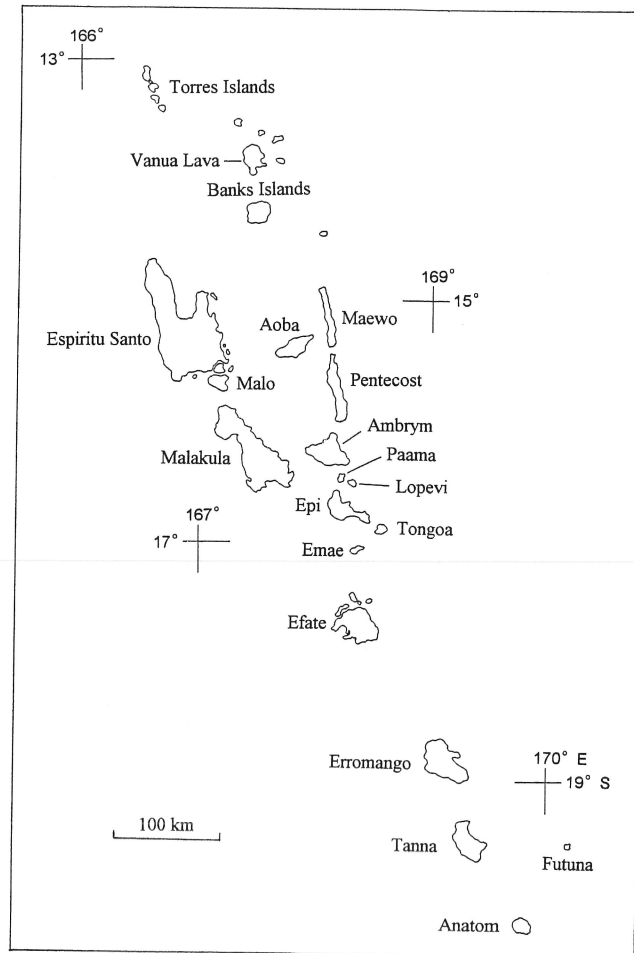 166°
13°
Torres Islands
Vanua Lava
Banks Islands
169°
15°
Aoba
Maewo
Espiritu Santo
Malo
Pentecost
Ambrym
Malakula
Paama
Lopevi
Epi
167°
17°
Tongoa
Emae
Efate
Erromango
170° E
19° S
100 km
Tanna
Futuna
Anatom